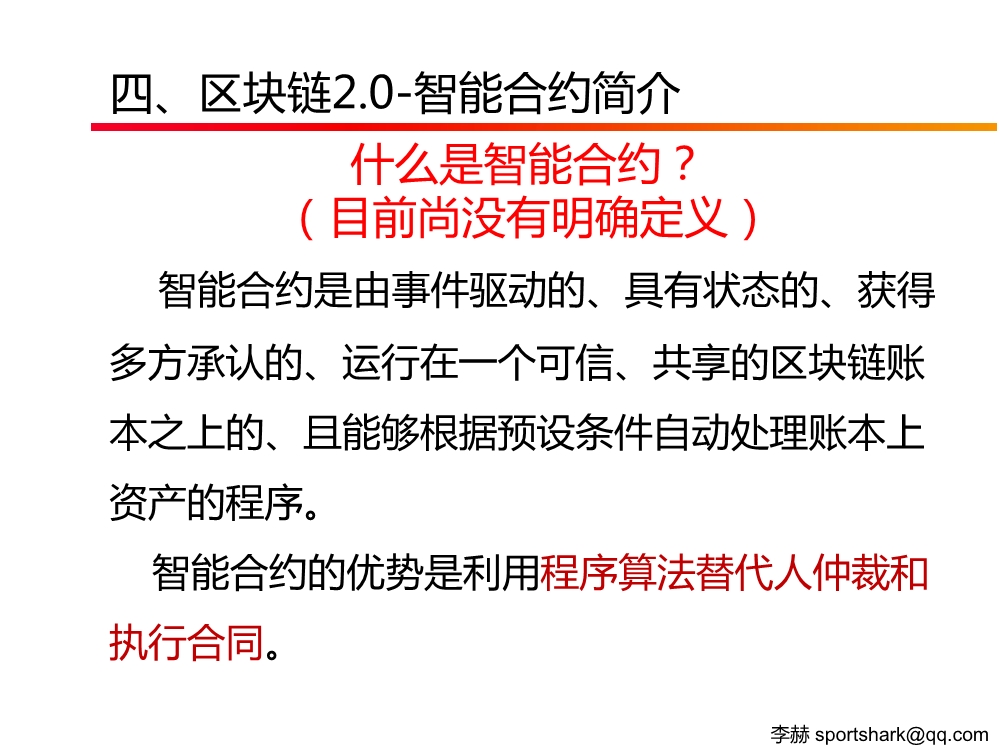 四、区块链2.0-智能合约简介
什么是智能合约？
（目前尚没有明确定义）
智能合约是由事件驱动的、具有状态的、获得
多方承认的、运行在一个可信、共享的区块链账
本之上的、且能够根据预设条件自动处理账本上
资产的程序。
智能合约的优势是利用程序算法替代人仲裁和
执行合同。
李赫 sportshark@qq.com